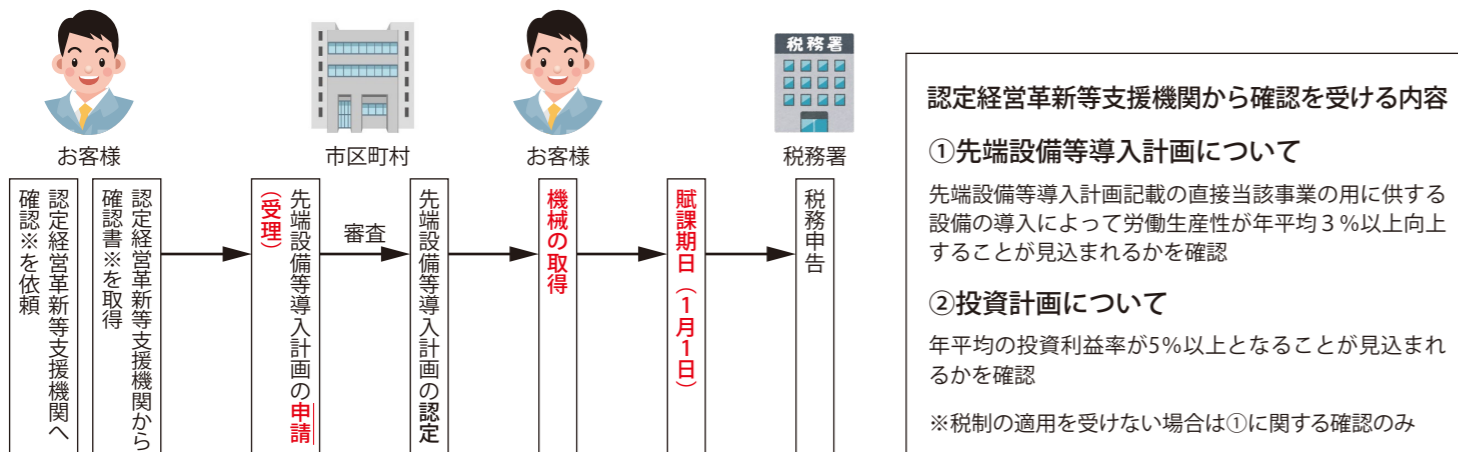 お客様
市区町村
お客様
税務署
税務署
認定経営革新等支援機関へ
確認※を依頼
認定経営革新等支援機関から
確認書※を取得
先端設備等導入計画の申請
(受理)
審査
先端設備等導入計画の認定
機械の取得
賦課期日(1月1日)
税務申告
認定経営革新等支援機関から確認を受ける内容
①先端設備等導入計画について
先端設備等導入計画記載の直接当該事業の用に供する
設備の導入によって労働生産性が年平均3%以上向上
することが見込まれるかを確認
②投資計画について
年平均の投資利益率が5%以上となることが見込まれ
るかを確認
※税制の適用を受けない場合は①に関する確認のみ